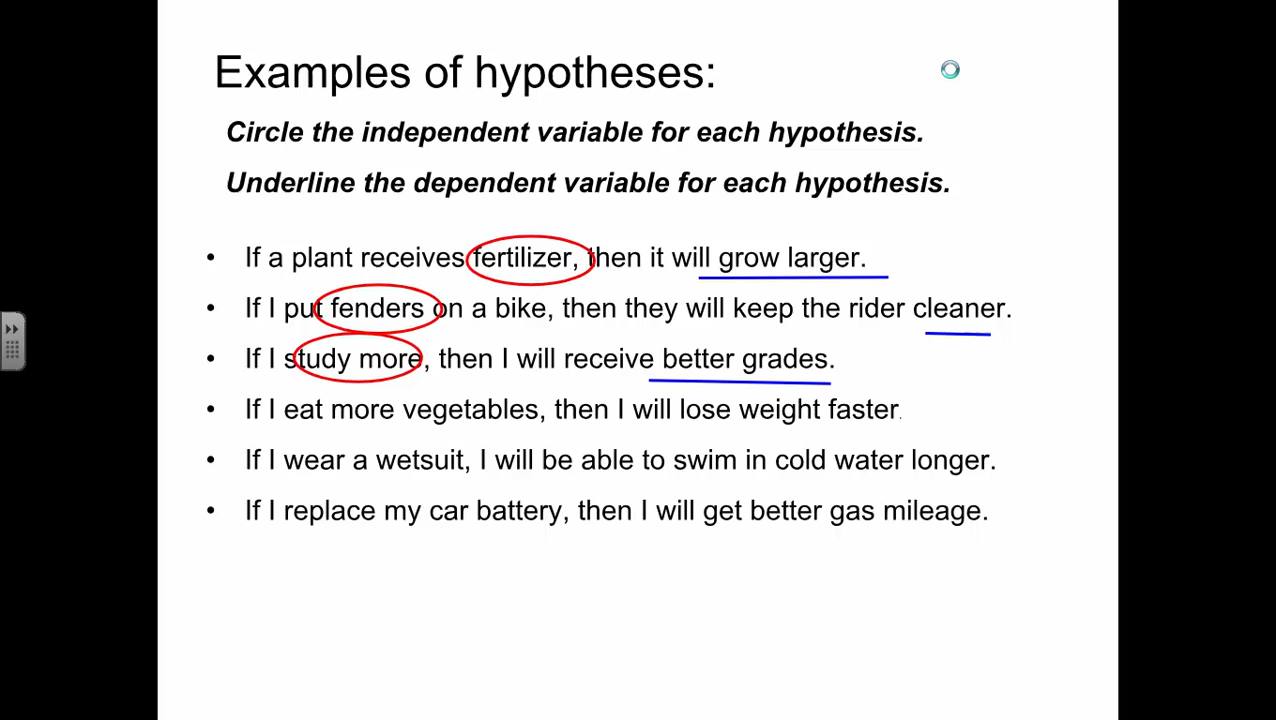 Examples of hypotheses:
Circle the independent variable for each hypothesis.
Underline the dependent variable for each hypothesis.
• If a plant receives fertilizer, then it will grow larger.
• If I put fenders on a bike, then they will keep the rider cleaner.
• If I study more, then I will receive better grades.
• If I eat more vegetables, then I will lose weight faster.
• If I wear a wetsuit, I will be able to swim in cold water longer.
• If I replace my car battery, then I will get better gas mileage.